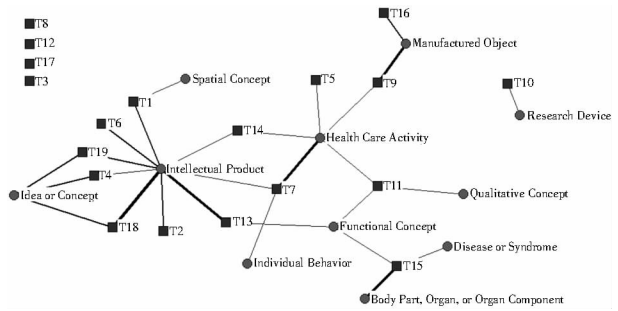 T8
T12
T17
T3
T16
Manufactured Object
Spatial Concept
T5
T9
T10
T1
Research Device
T6
T14
Health Care Activity
T19
T4
Intellectual Product
Idea or Concept
T7
T11
Qualitative Concept
T18
T2
T13
Functional Concept
Disease or Syndrome
Individual Behavior
T15
Body Part, Organ, or Organ Component